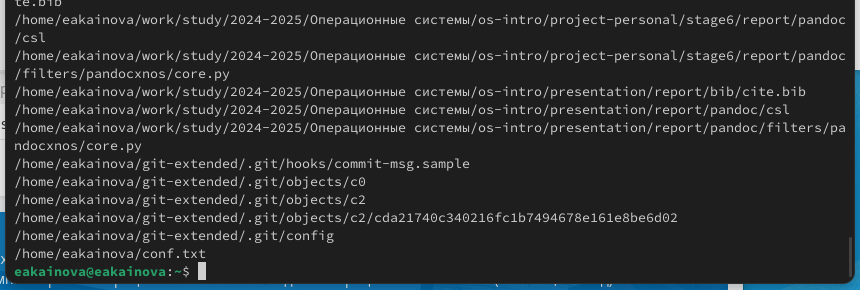 te.bib
/home/eakainova/work/study/2024-2025/Операционные системы/os-intro/project-personal/stage6/report/pandoc
/csl
/home/eakainova/work/study/2024-2025/Операционные системы/os-intro/project-personal/stage6/report/pandoc
/filters/pandocxnos/core.py
/home/eakainova/work/study/2024-2025/Операционные системы/os-intro/presentation/report/bib/cite.bib
/home/eakainova/work/study/2024-2025/Операционные системы/os-intro/presentation/report/pandoc/csl
/home/eakainova/work/study/2024-2025/Операционные системы/os-intro/presentation/report/pandoc/filters/pa
ndocxnos/core.py
/home/eakainova/git-extended/.git/hooks/commit-msg.sample
/home/eakainova/git-extended/.git/objects/c0
/home/eakainova/git-extended/.git/objects/c2
/home/eakainova/git-extended/.git/objects/c2/cda21740c340216fc1b7494678e161e8be6d02
/home/eakainova/git-extended/.git/config
/home/eakainova/conf.txt
eakainova@eakainova:~$